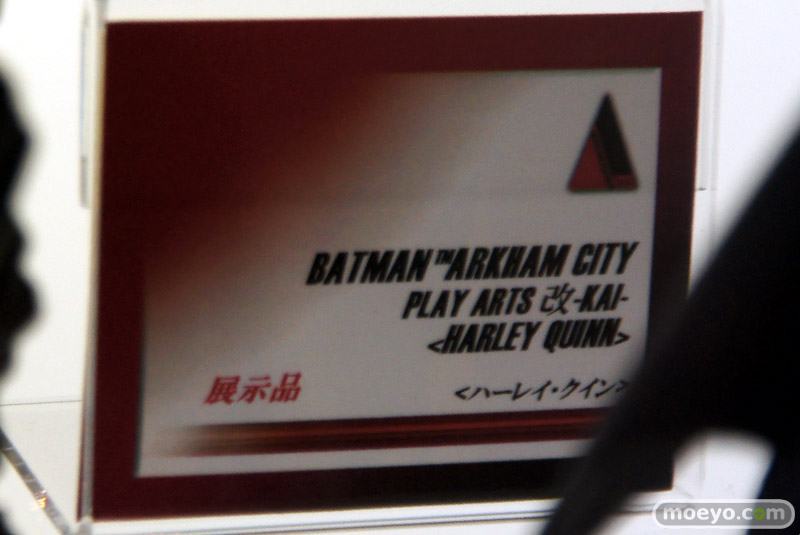 BATMAN™ARKHAM CITY
PLAY ARTS 改-KAI-
<HARLEY QUINN>
展示品
<ハーレイ・クイン>
moeyo.com